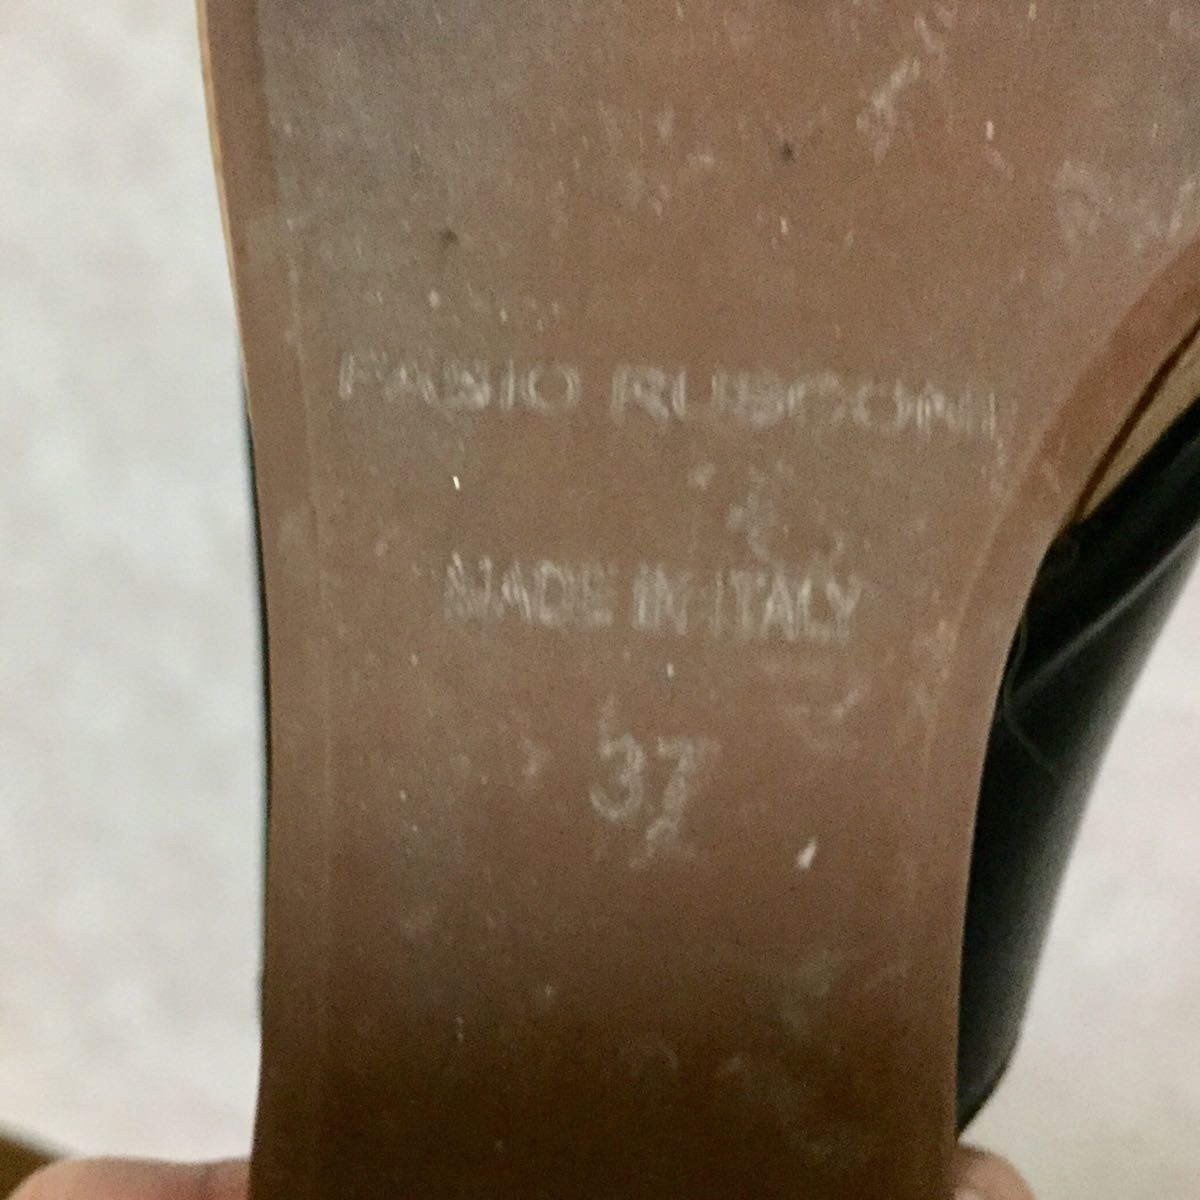 FABIO RUSCONI
MADE IN ITALY
37